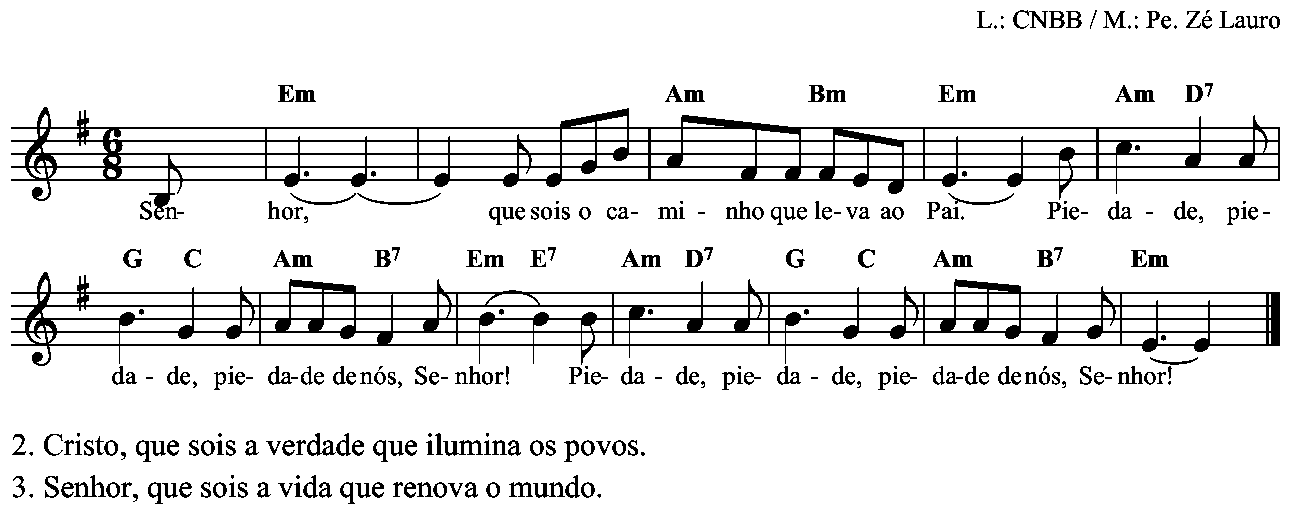 L.: CNBB / M.: Pe. Zé Lauro
Em Am Bm Em Am D7
6
8
Sen- hor, que sois o ca- mi - nho que le- va ao Pai. Pie- da - de, pie-
G C Am B7 Em E7 Am D7 G C Am B7 Em
da - de, pie- da-de de nós, Se- nhor! Pie- da - de, pie- da - de, pie- da-de de nós, Se- nhor!
2. Cristo, que sois a verdade que ilumina os povos.
3. Senhor, que sois a vida que renova o mundo.